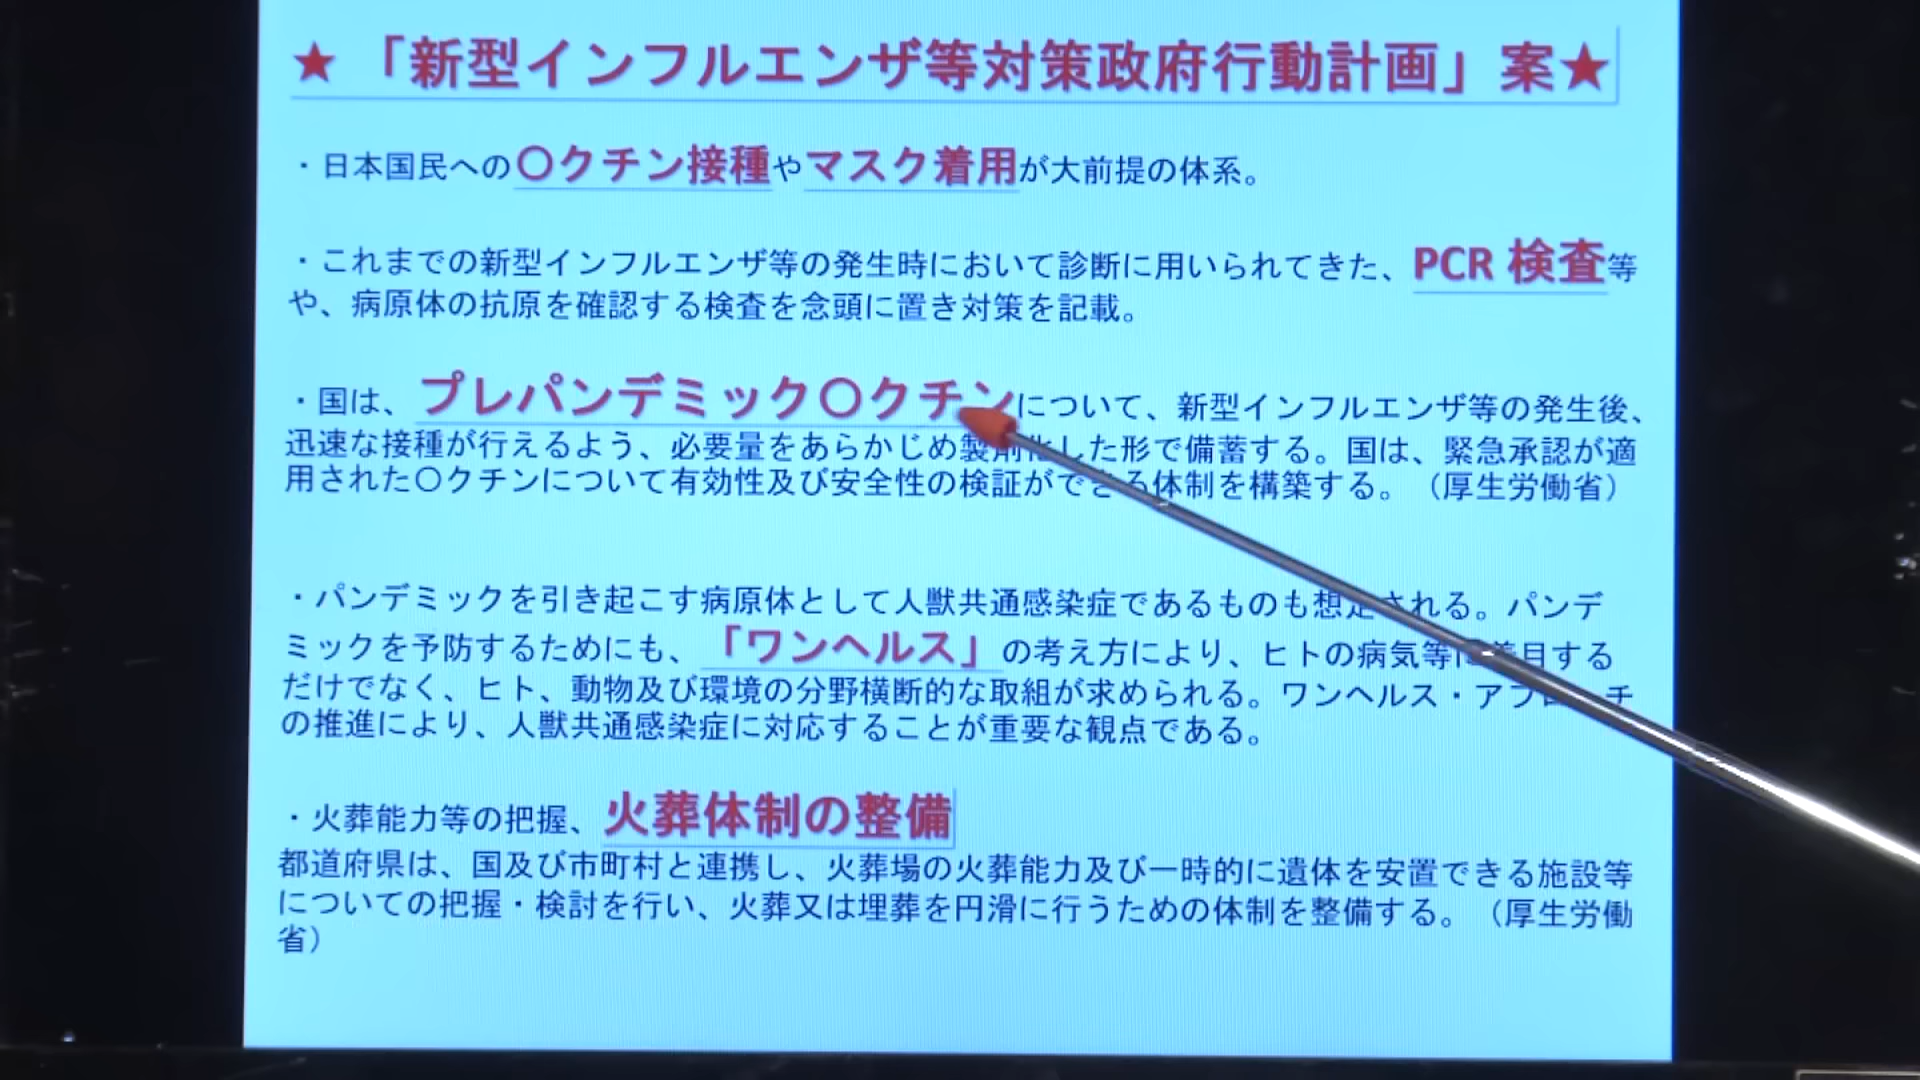 ★「新型インフルエンザ等対策政府行動計画」案★
・日本国民への〇クチン接種やマスク着用が大前提の体系。
・これまでの新型インフルエンザ等の発生時において診断に用いられてきた、PCR 検査等
や、病原体の抗原を確認する検査を念頭に置き対策を記載。
・国は、プレパンデミック〇クチンについて、新型インフルエンザ等の発生後、
迅速な接種が行えるよう、必要量をあらかじめ製剤化した形で備蓄する。国は、緊急承認が適
用された〇クチンについて有効性及び安全性の検証ができる体制を構築する。（厚生労働省）
・パンデミックを引き起こす病原体として人獣共通感染症であるものも想定される。パンデ
ミックを予防するためにも、「ワンヘルス」の考え方により、ヒトの病気等に着目する
だけでなく、ヒト、動物及び環境の分野横断的な取組が求められる。ワンヘルス・アプローチ
の推進により、人獣共通感染症に対応することが重要な観点である。
・火葬能力等の把握、火葬体制の整備
都道府県は、国及び市町村と連携し、火葬場の火葬能力及び一時的に遺体を安置できる施設等
についての把握・検討を行い、火葬又は埋葬を円滑に行うための体制を整備する。（厚生労働
省）